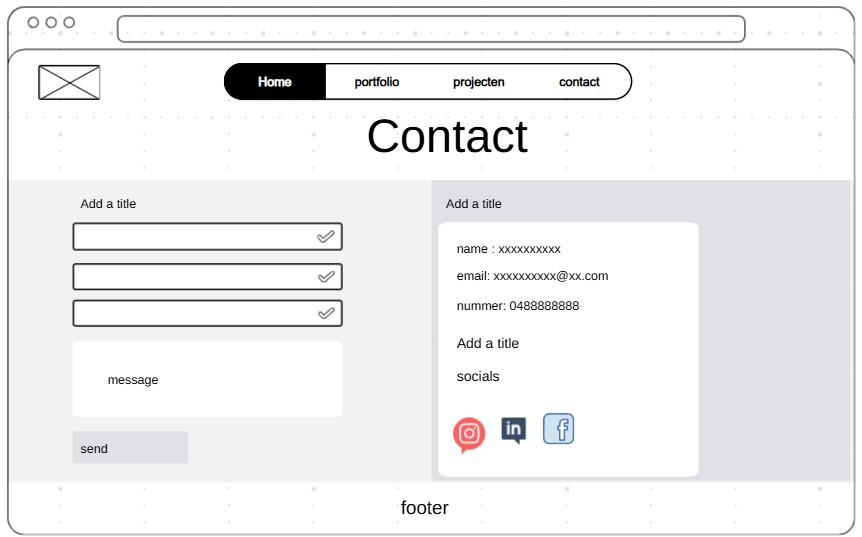 Home portfolio projecten contact
Contact
Add a title
message
send
Add a title
name : xxxxxxxxxx
email: xxxxxxxxxx@xx.com
nummer: 0488888888
Add a title
socials
in f
footer